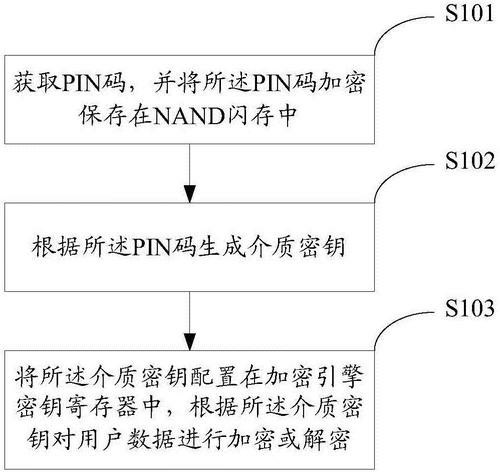 S101
获取PIN码，并将所述PIN码加密
保存在NAND闪存中
S102
根据所述PIN码生成介质密钥
S103
将所述介质密钥配置在加密引擎
密钥寄存器中，根据所述介质密
钥对用户数据进行加密或解密